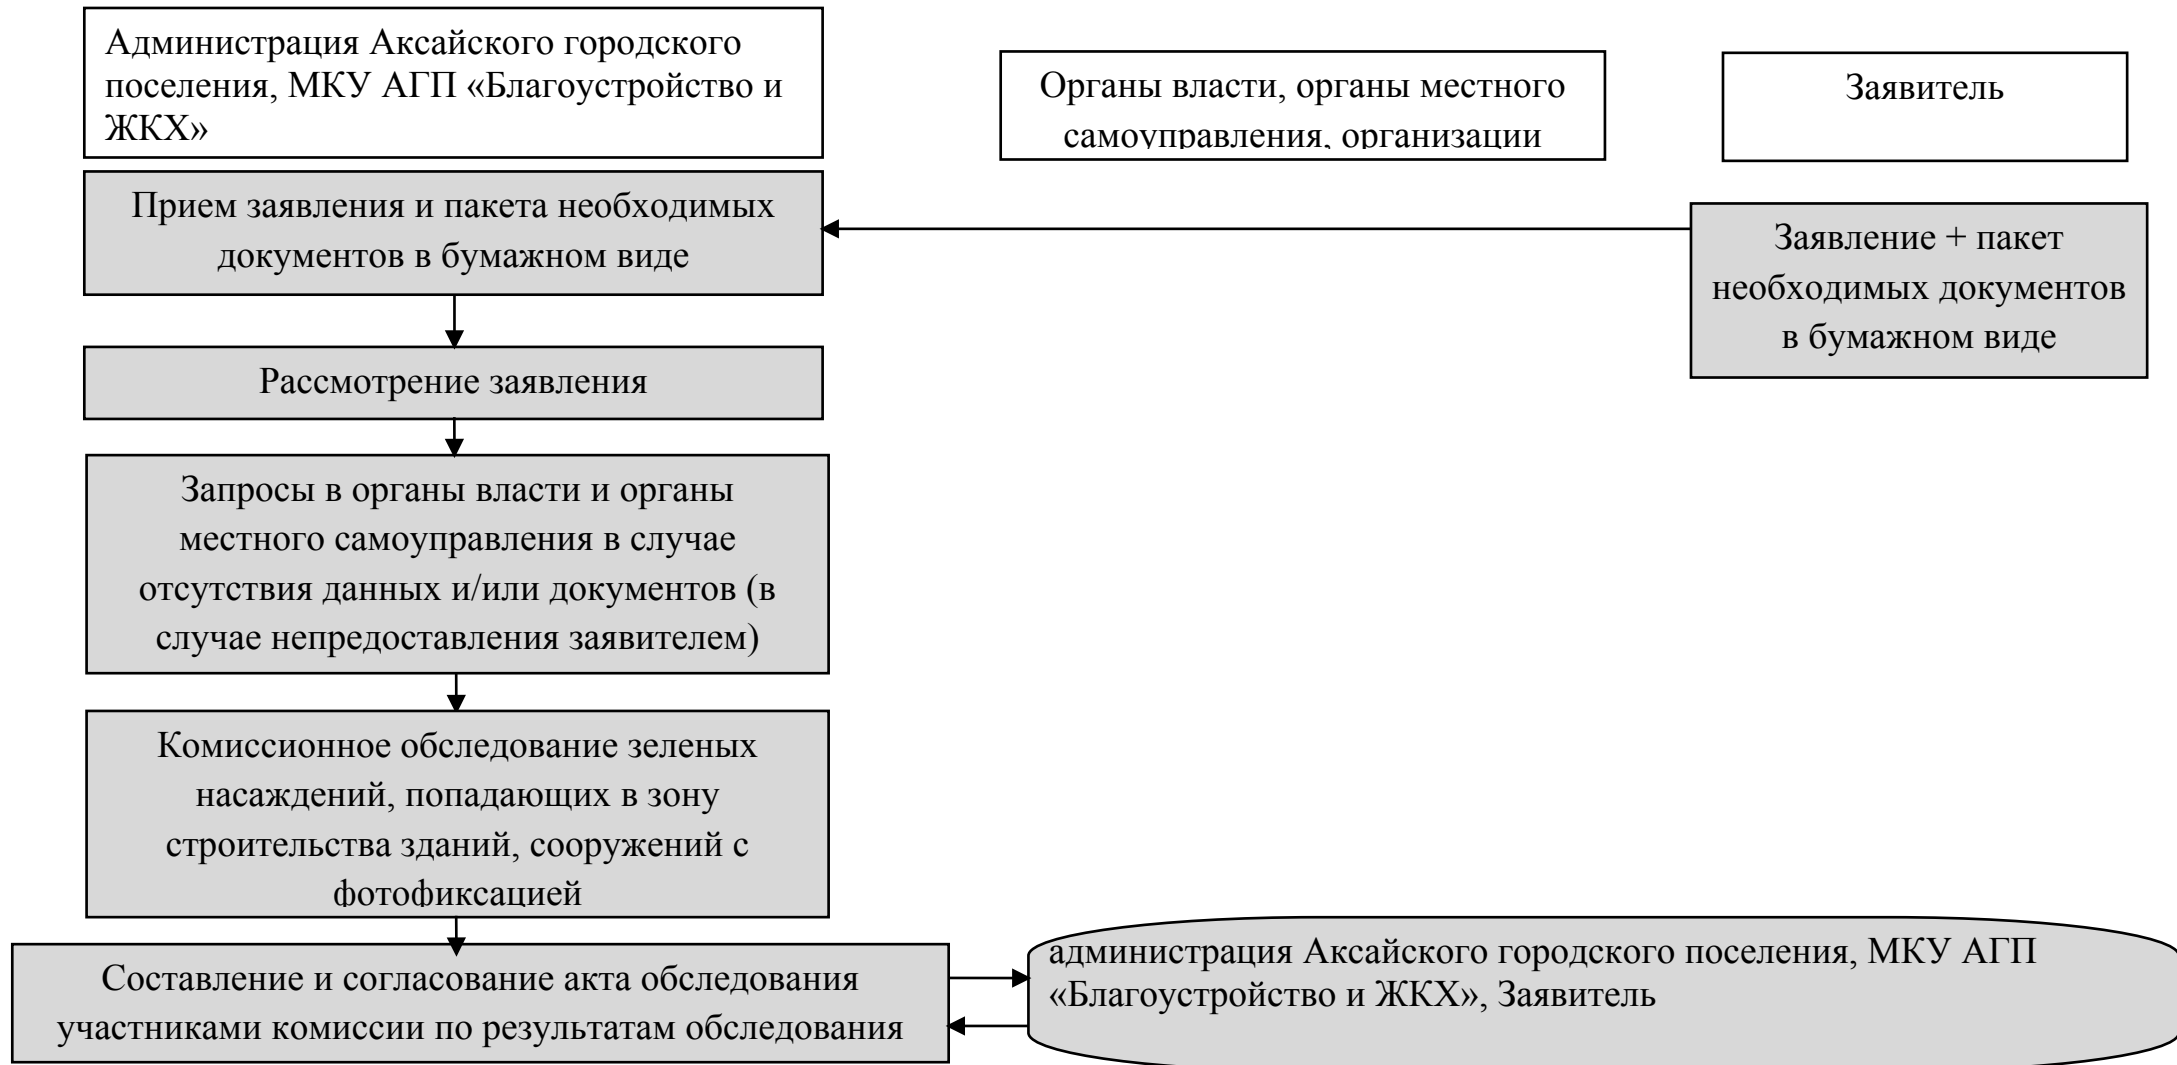 Администрация Аксайского городского
поселения, МКУ АГП «Благоустройство и
ЖКХ»
Органы власти, органы местного
самоуправления, организации
Заявитель
Прием заявления и пакета необходимых
документов в бумажном виде
Заявление + пакет
необходимых документов
в бумажном виде
Рассмотрение заявления
Запросы в органы власти и органы
местного самоуправления в случае
отсутствия данных и/или документов (в
случае непредоставления заявителем)
Комиссионное обследование зеленых
насаждений, попадающих в зону
строительства зданий, сооружений с
фотофиксацией
Составление и согласование акта обследования
участниками комиссии по результатам обследования
администрация Аксайского городского поселения, МКУ АГП
«Благоустройство и ЖКХ», Заявитель